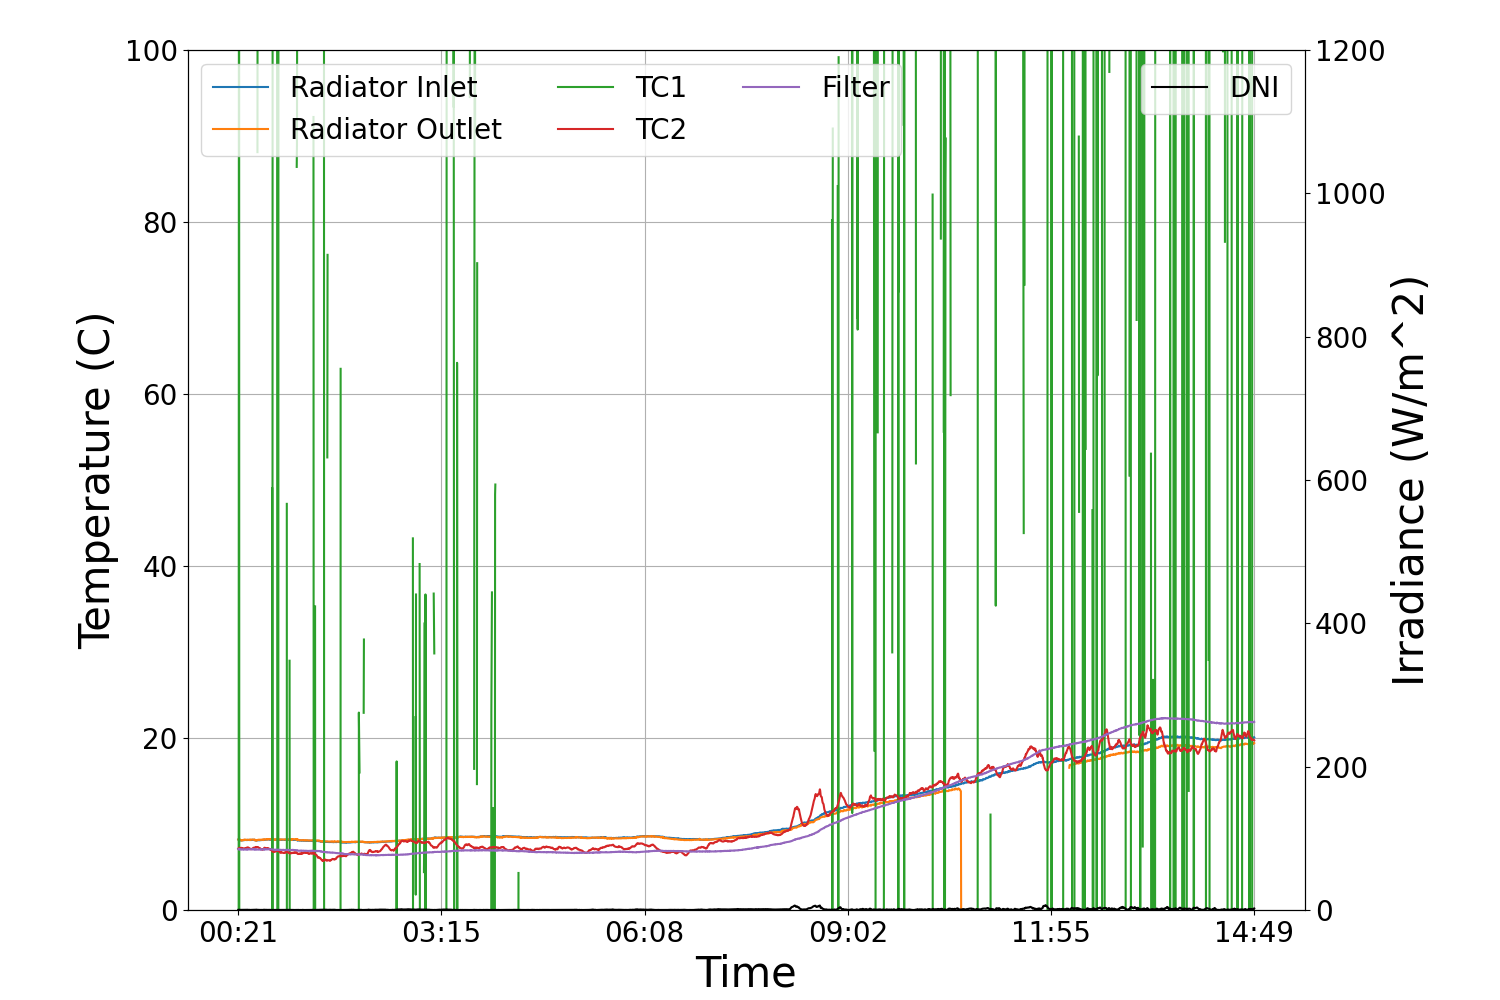 100
80
60
40
20
0
Temperature (C)
Radiator Inlet
Radiator Outlet
TC1
TC2
Filter
DNI
1200
1000
800
600
400
200
0
Irradiance (W/m^2)
00:21
03:15
06:08
09:02
11:55
14:49
Time